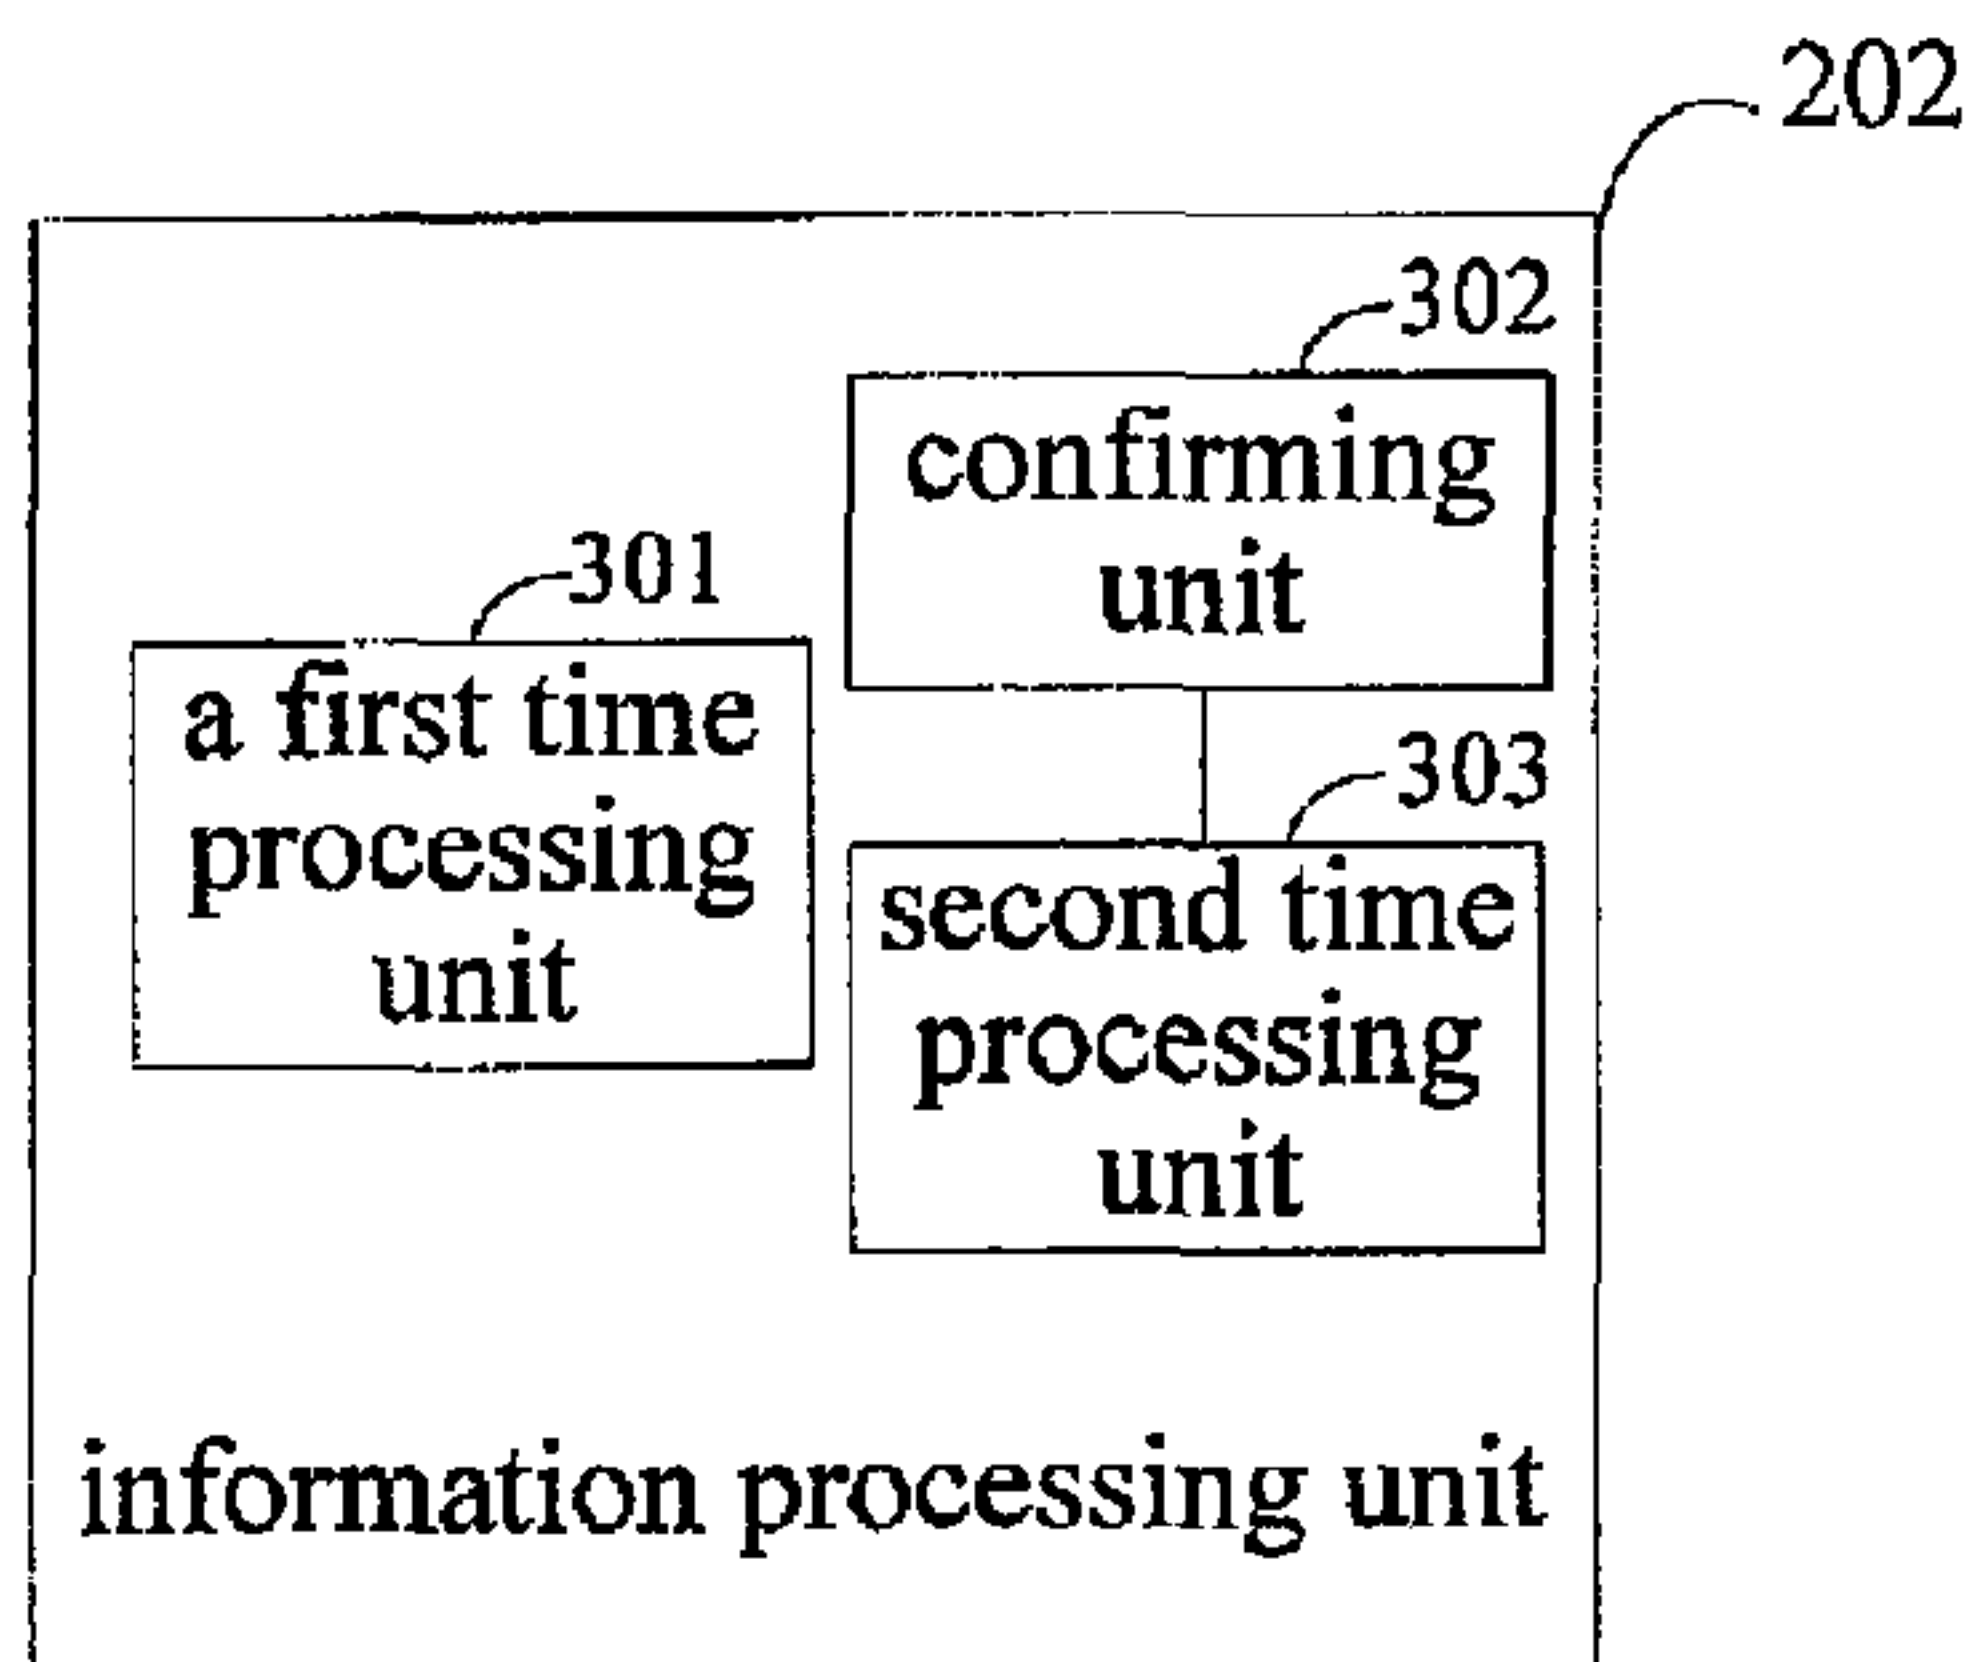 202
302
confirming
unit
301
a first time
processing
unit
303
second time
processing
unit
information processing unit